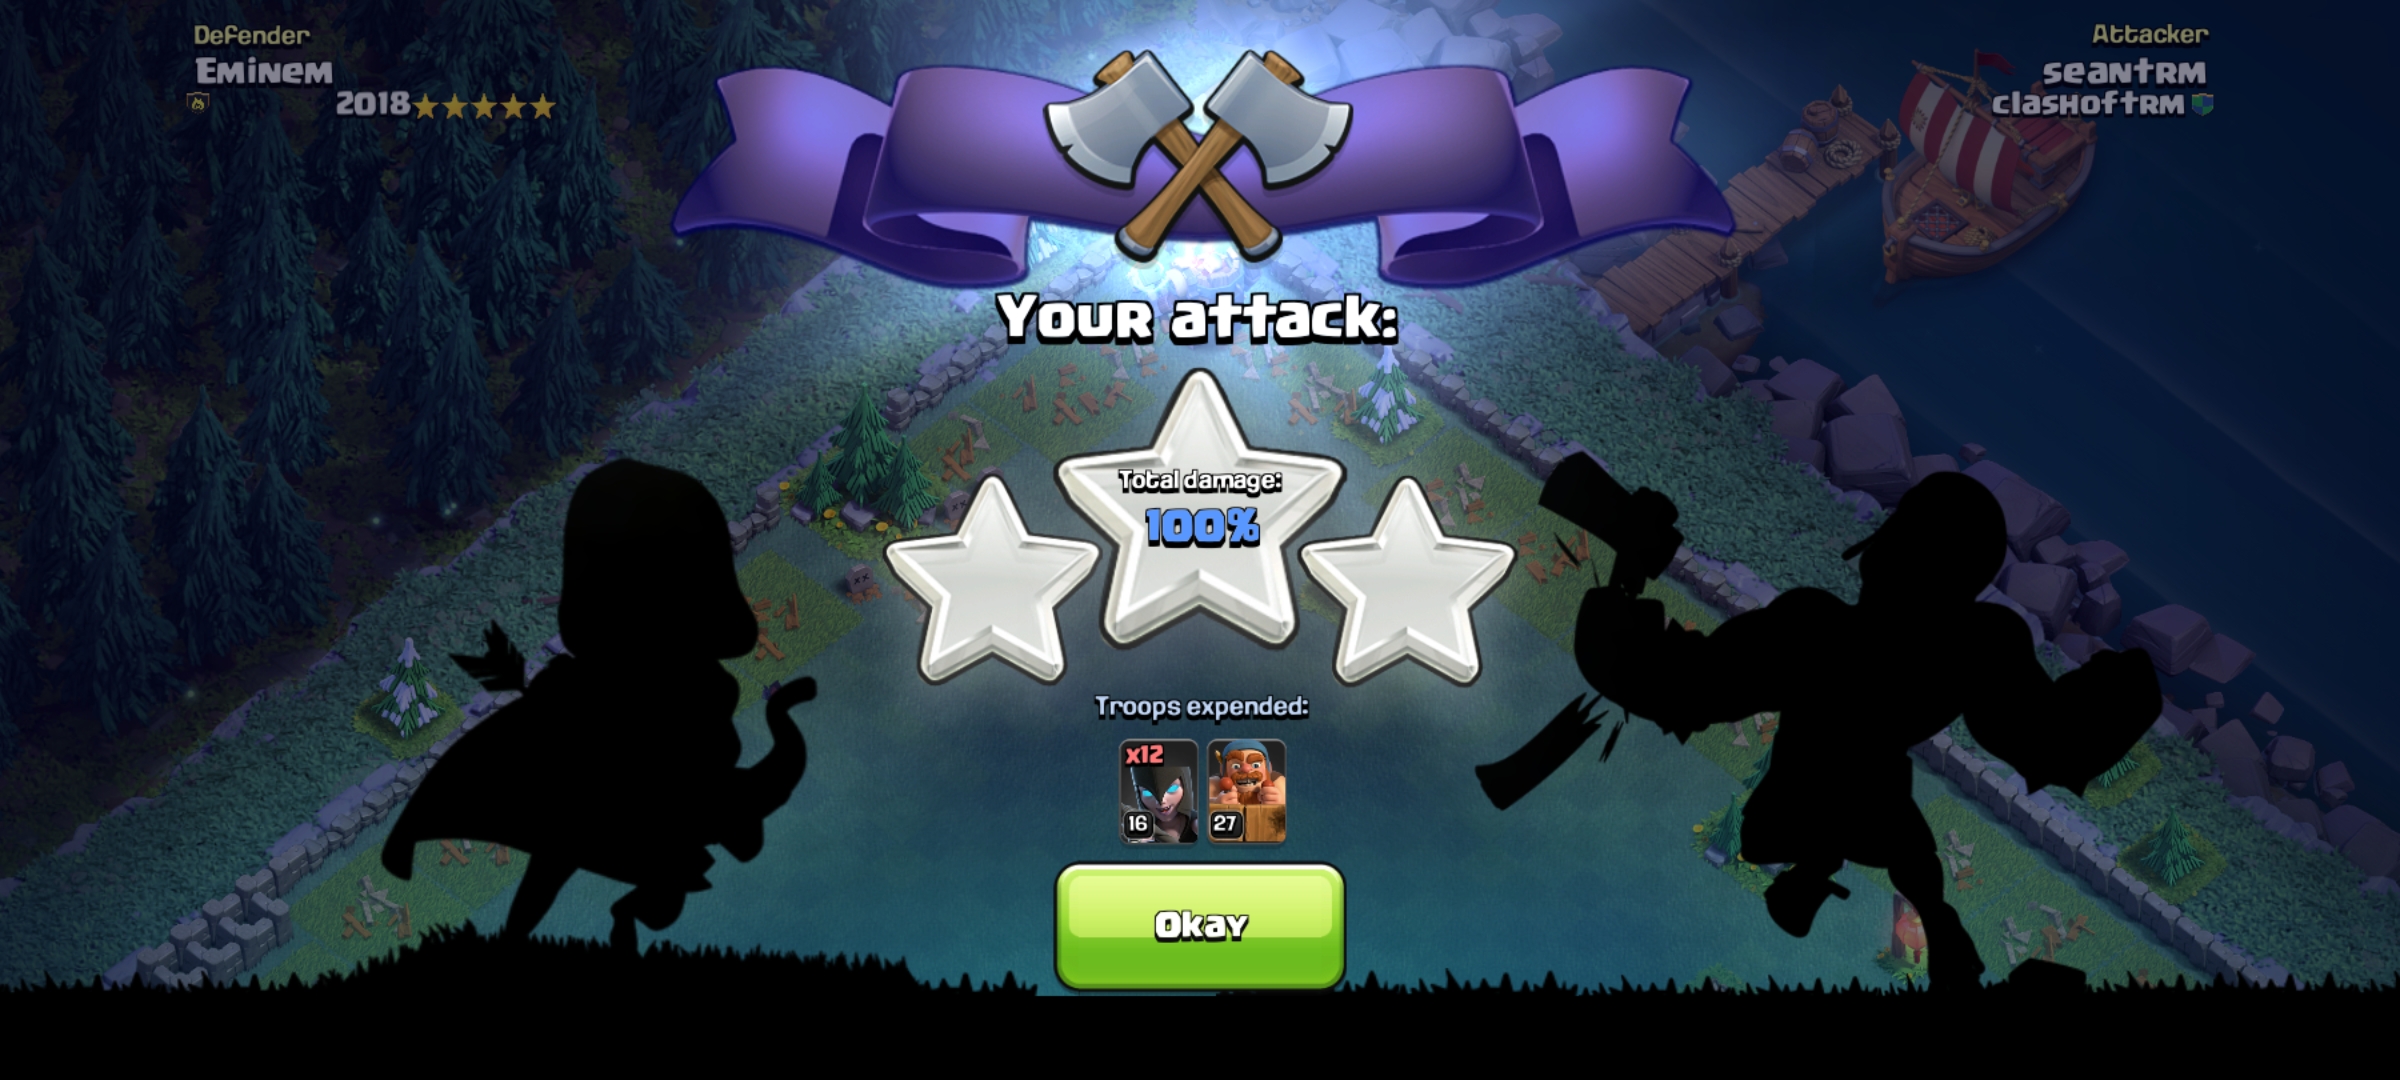 Defender
Eminem
2018
Attacker
seantrm
clashoftrm
Your attack:
Total damage:
100%
Troops expended:
x12
16
27
Okay